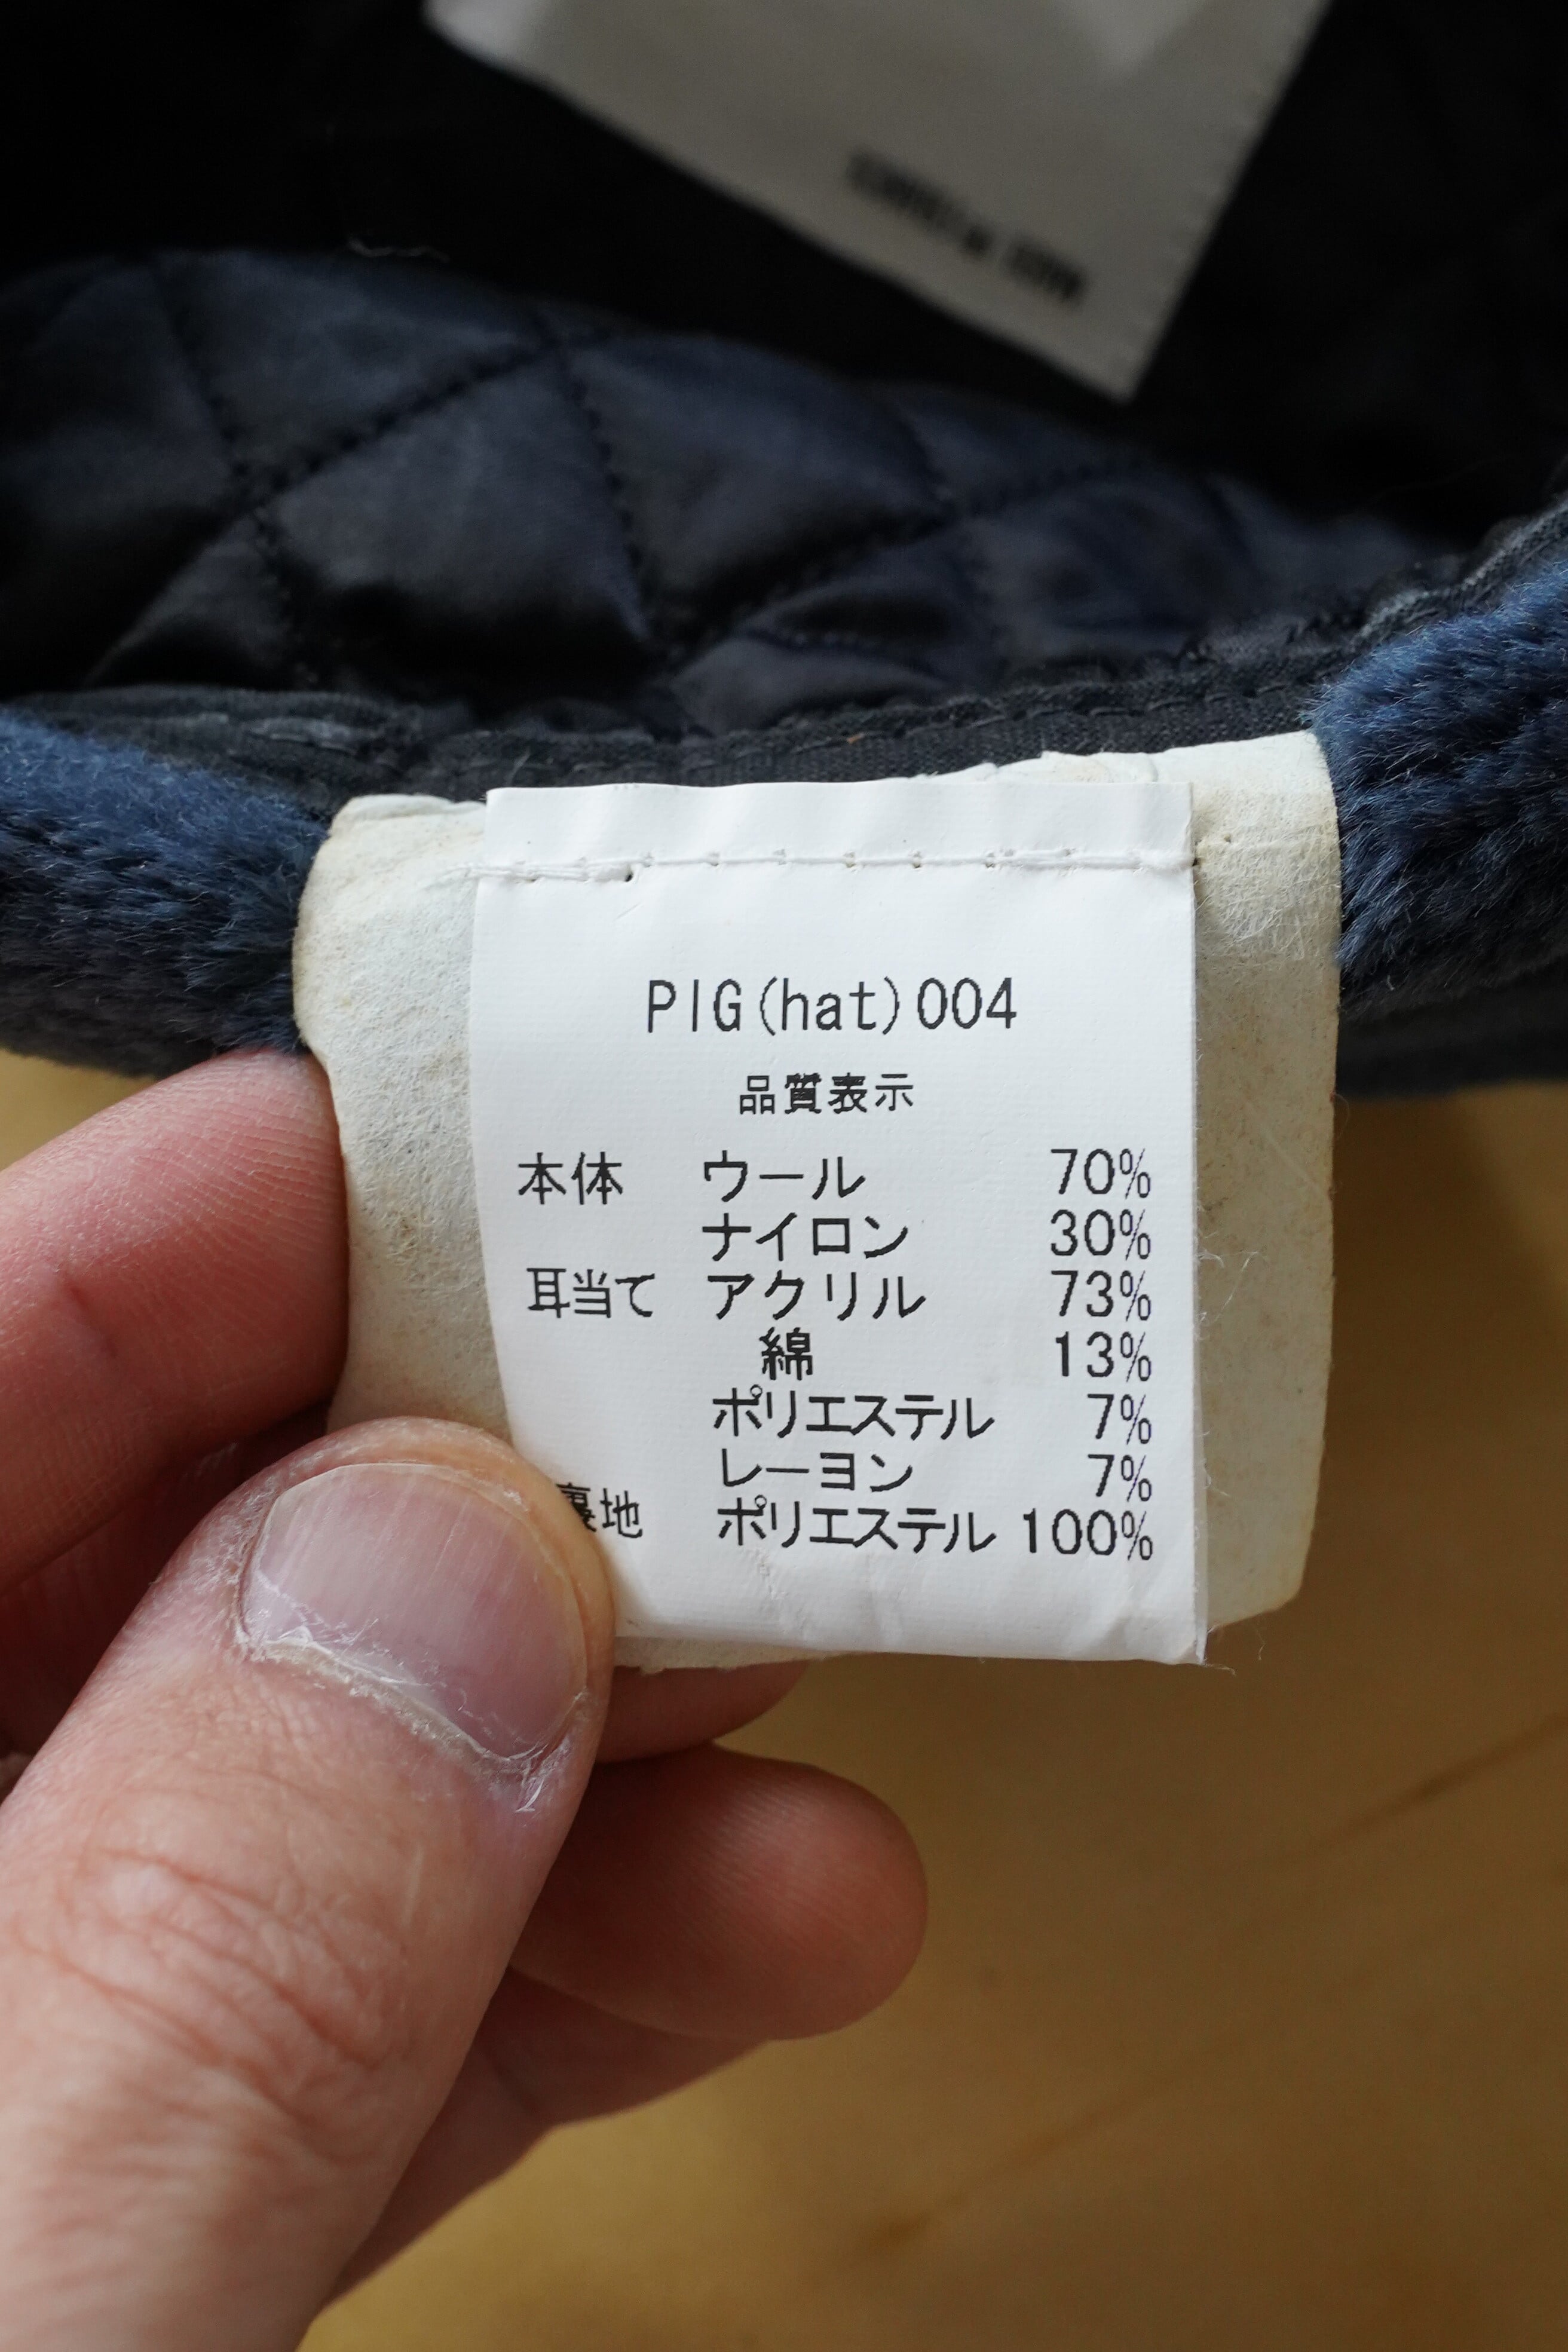 PIG(hat)004
品質表示
本体 ウール 70%
ナイロン 30%
耳当て アクリル 73%
綿 13%
ポリエステル 7%
レーヨン 7%
裏地 ポリエステル 100%